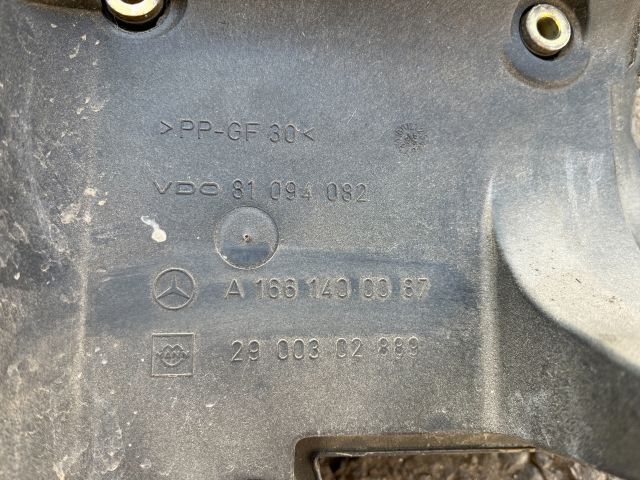 >PP-GF 30<
VDO 81 094 082
A 166 140 00 87
29 003 02 889